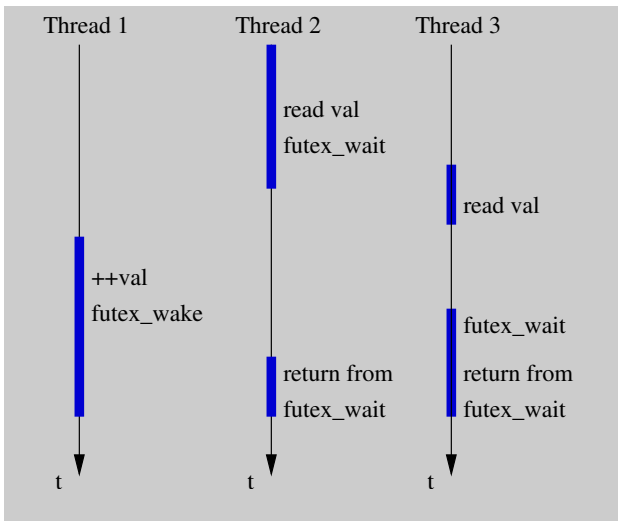 Thread 1
Thread 2
Thread 3
read val
futex_wait
read val
++val
futex_wake
futex_wait
return from
futex_wait
return from
futex_wait
t
t
t